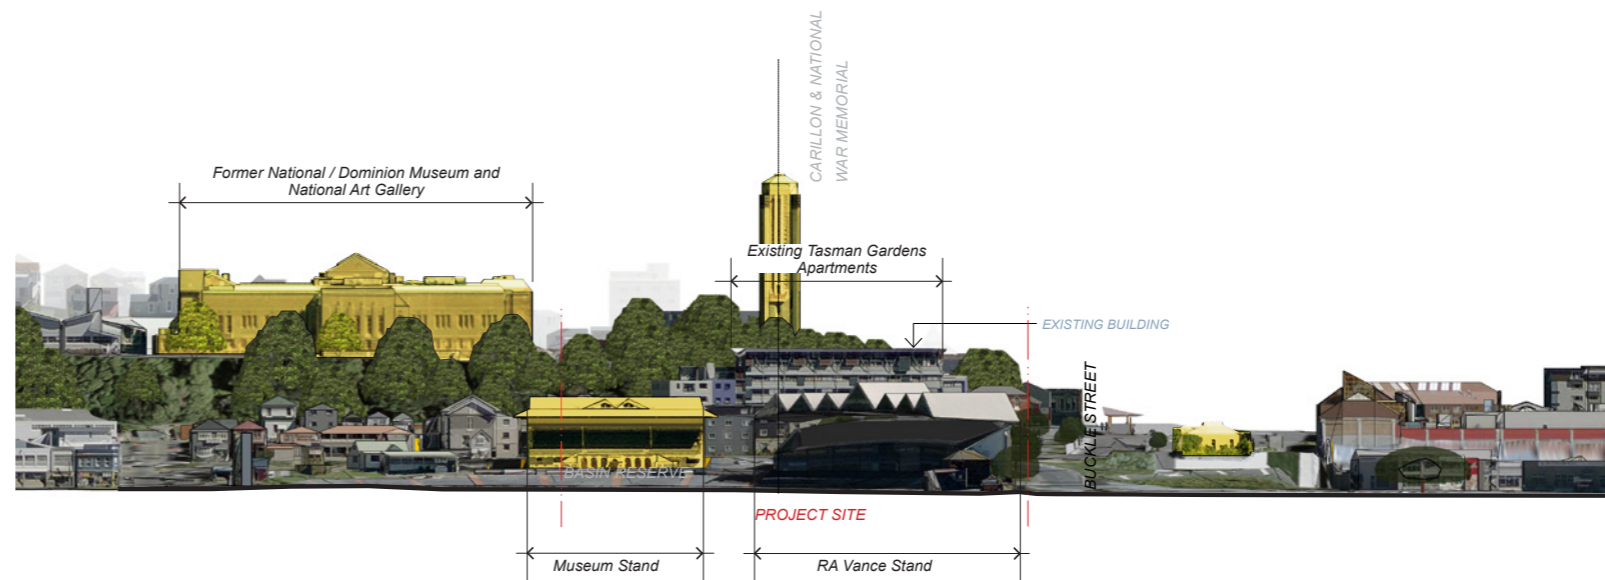 CARILLON & NATIONAL
WAR MEMORIAL
Former National / Dominion Museum and
National Art Gallery
Existing Tasman Gardens
Apartments
EXISTING BUILDING
BUCKLE STREET
BASIN RESERVE
PROJECT SITE
Museum Stand
RA Vance Stand